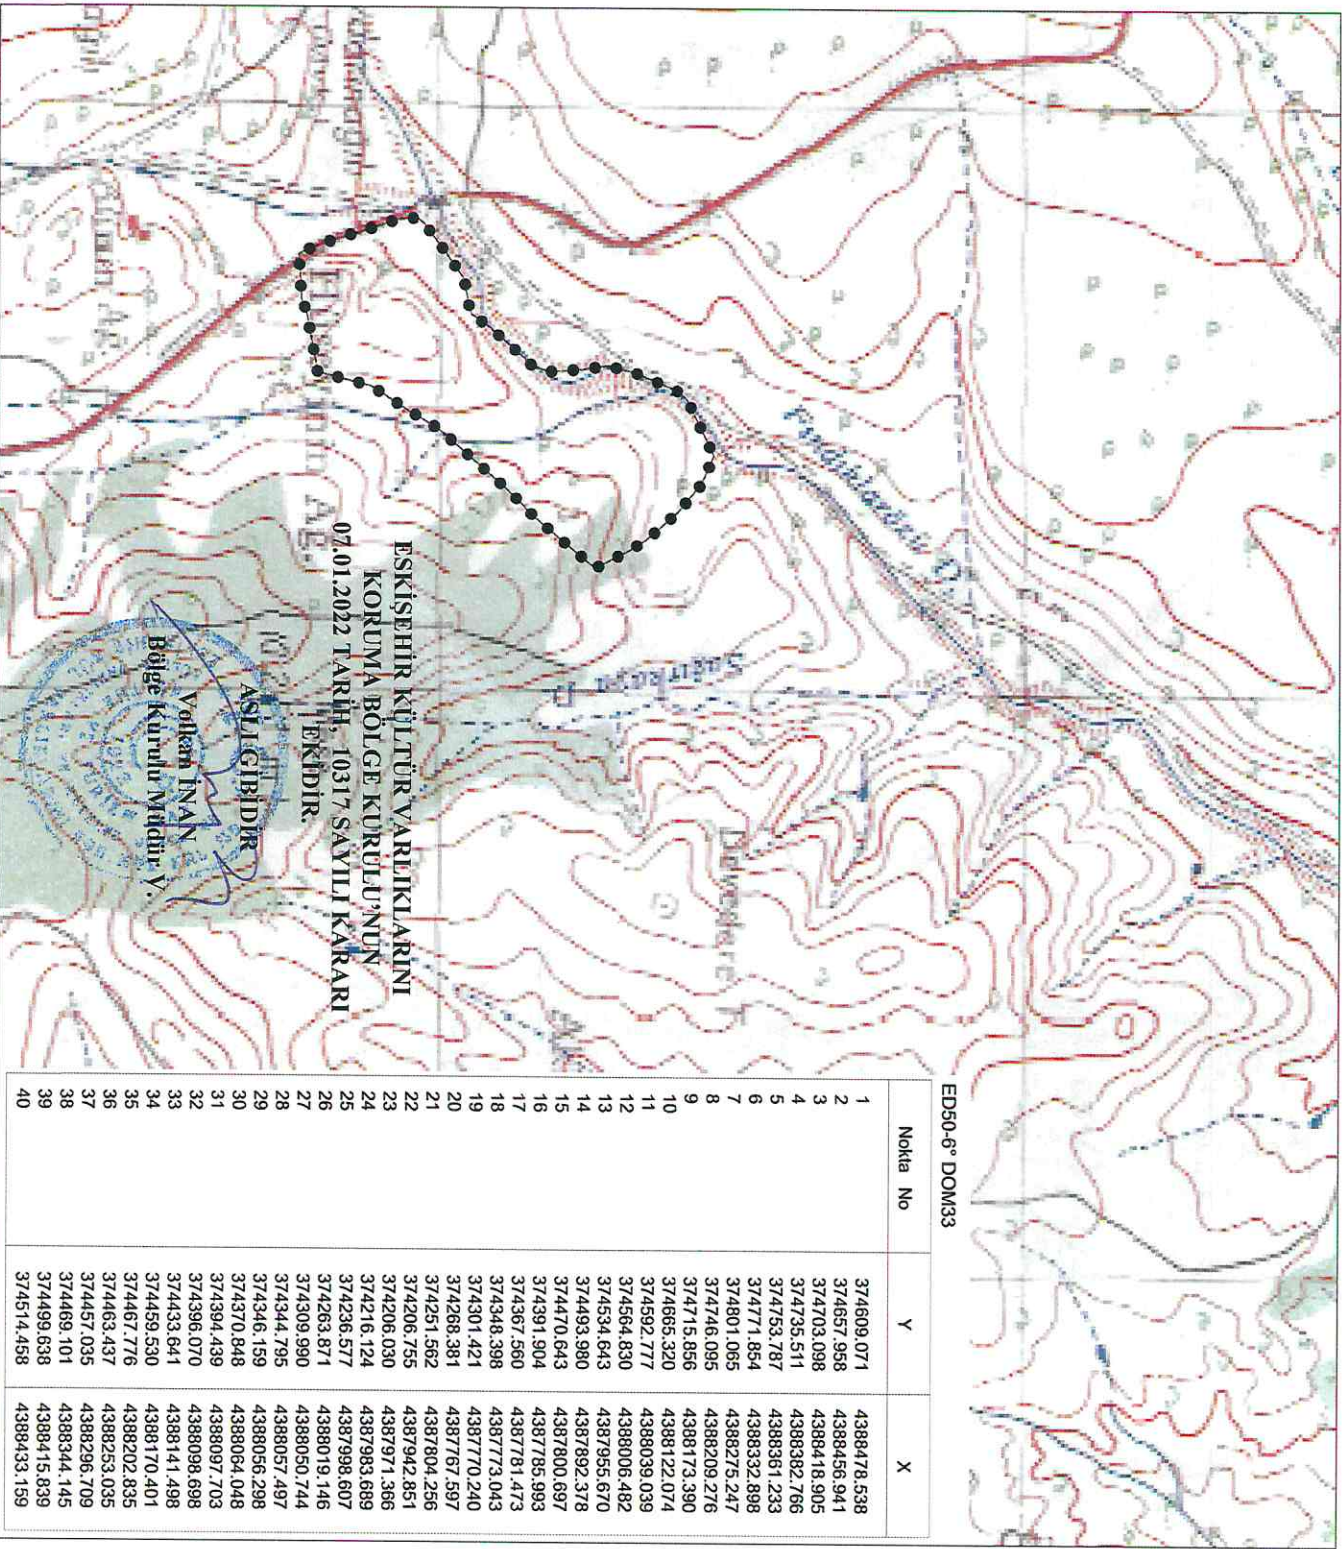 ED50-6° DOM33
Nokta No Y X
1 374609.071 4388478.538
2 374657.958 4388456.941
3 374703.098 4388418.905
4 374735.511 4388382.766
5 374753.787 4388361.233
6 374771.854 4388332.898
7 374801.065 4388275.247
8 374746.095 4388209.276
9 374715.856 4388173.390
10 374665.320 4388122.074
11 374592.777 4388039.039
12 374564.830 4388006.482
13 374534.643 4387955.670
14 374493.980 4387892.378
15 374470.643 4387800.697
16 374391.904 4387785.993
17 374367.560 4387781.473
18 374348.398 4387773.043
19 374301.421 4387770.240
20 374268.381 4387767.597
21 374251.562 4387804.256
22 374206.755 4387942.851
23 374206.030 4387971.386
24 374216.124 4387983.689
25 374236.577 4387998.607
26 374263.871 4388019.146
27 374309.990 4388050.744
28 374344.795 4388057.497
29 374346.159 4388056.298
30 374370.848 4388064.048
31 374394.439 4388097.703
32 374396.070 4388098.698
33 374433.641 4388141.498
34 374459.530 4388170.401
35 374467.776 4388202.835
36 374463.437 4388253.035
37 374457.035 4388296.709
38 374469.101 4388344.145
39 374499.638 4388415.839
40 374514.458 4388433.159
Devedere T
Bağırkaya D
ESKİŞEHİR KÜLTÜR VARLIKLARINI
KORUMA BÖLGE KURULU'NUN
07.01.2022 TARİH, 10317 SAYILI KARARI
EKİDİR.
ASLI GİBİDİR
Volkan İNAN
Bölge Kurulu Müdür V.